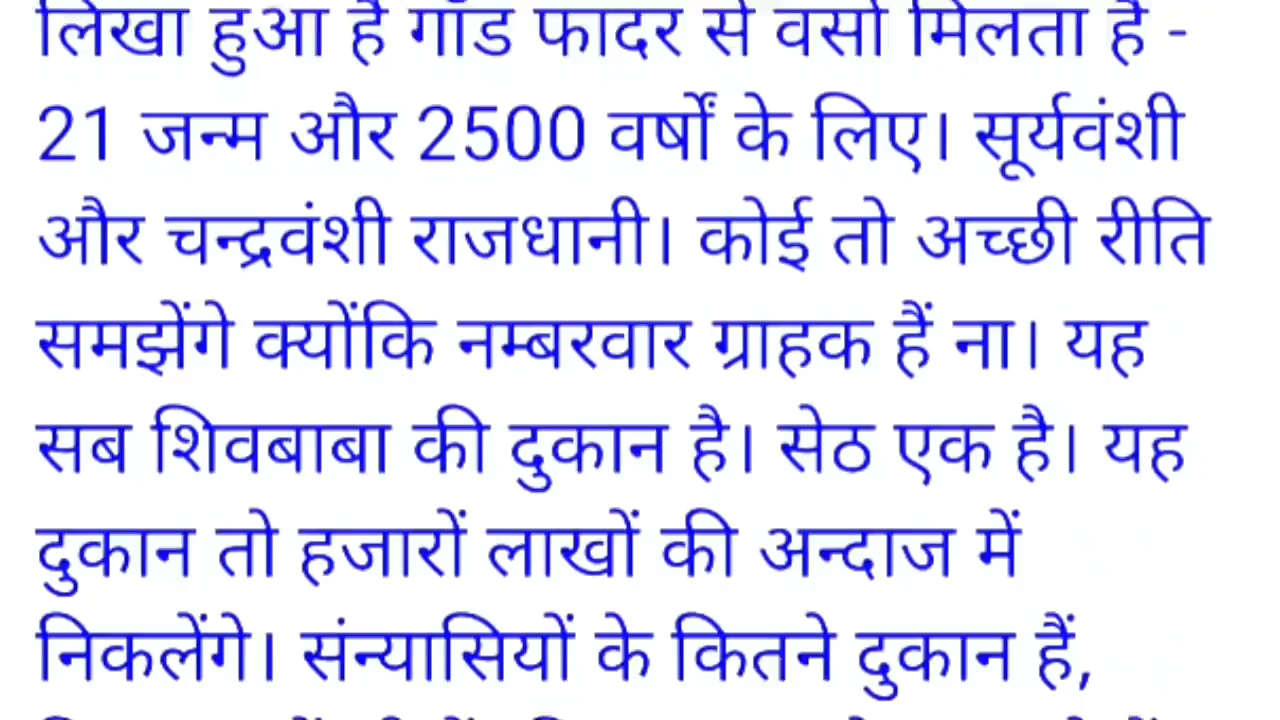 लिखा हुआ है गॉड फादर से वर्सा मिलता है -
21 जन्म और 2500 वर्षों के लिए। सूर्यवंशी
और चन्द्रवंशी राजधानी। कोई तो अच्छी रीति
समझेंगे क्योंकि नम्बरवार ग्राहक हैं ना। यह
सब शिवबाबा की दुकान है। सेठ एक है। यह
दुकान तो हजारों लाखों की अन्दाज में
निकलेंगे। संन्यासियों के कितने दुकान हैं,